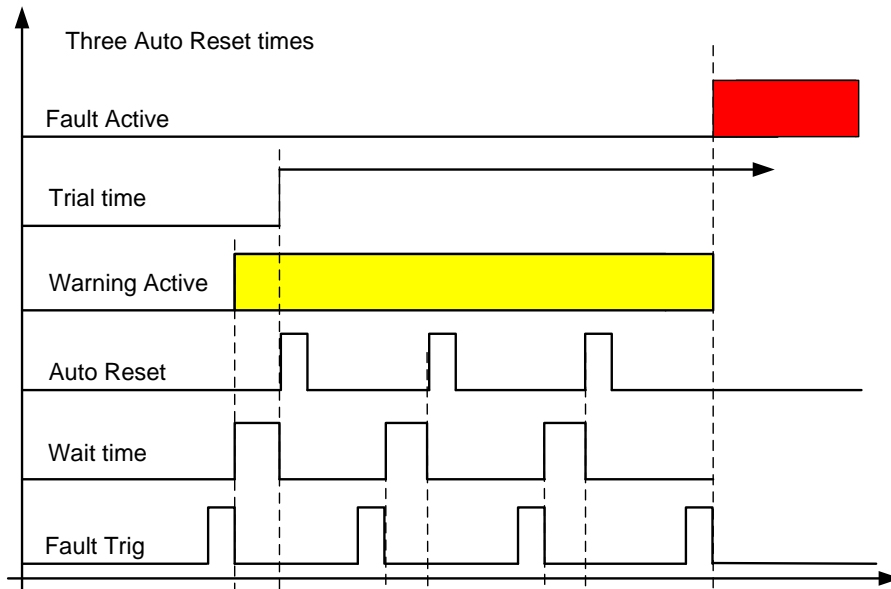 Three Auto Reset times
Fault Active
Trial time
Warning Active
Auto Reset
Wait time
Fault Trig